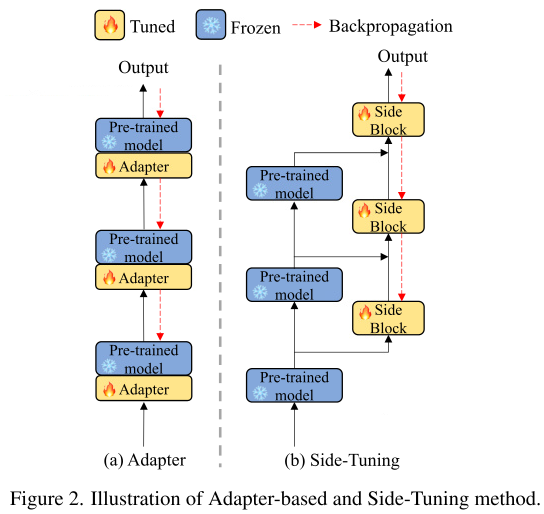 Tuned
Frozen
Backpropagation
Output
Pre-trained
model
Adapter
Pre-trained
model
Adapter
Pre-trained
model
Adapter
(a) Adapter
Output
Side
Block
Pre-trained
model
Side
Block
Pre-trained
model
Side
Block
Pre-trained
model
(b) Side-Tuning
Figure 2. Illustration of Adapter-based and Side-Tuning method.